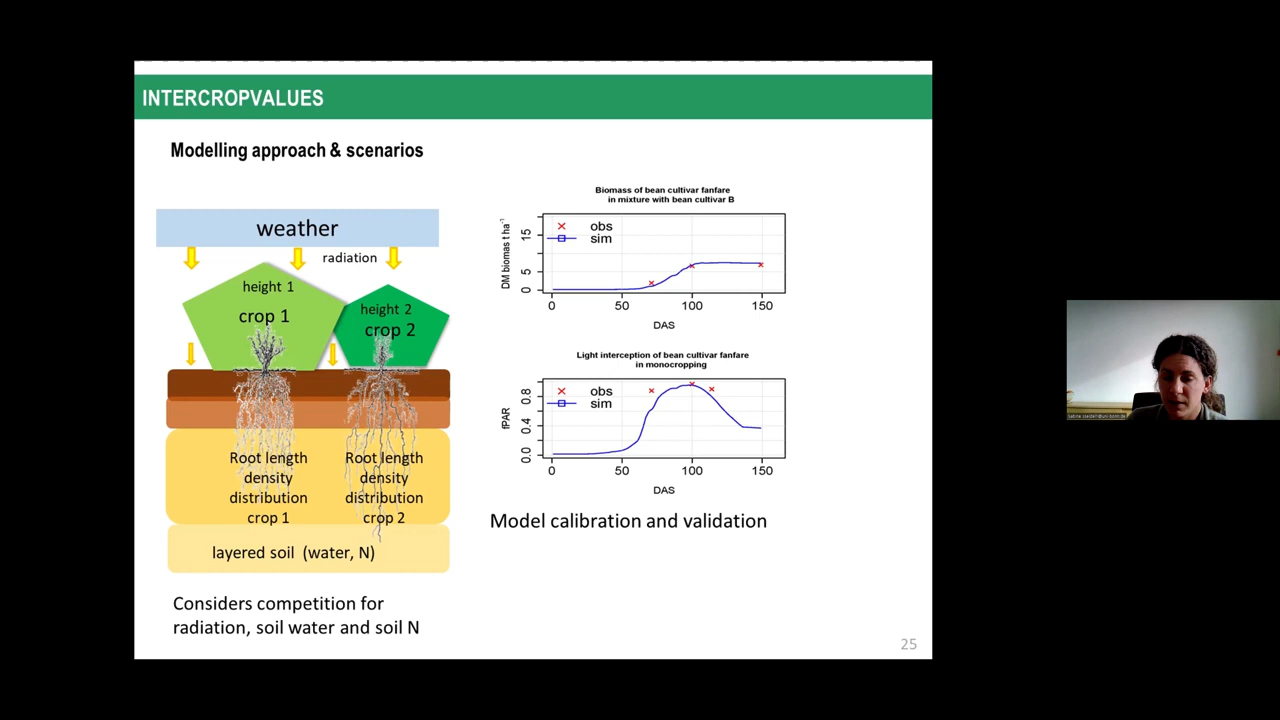 INTERCROPVALUES
Modelling approach & scenarios
weather
radiation
height 1
crop 1
height 2
crop 2
Root length
density
distribution
crop 1
Root length
density
distribution
crop 2
layered soil (water, N)
Considers competition for
radiation, soil water and soil N
Biomass of bean cultivar fanfare
in mixture with bean cultivar B
DM biomas t ha⁻¹
0 5 15
obs
sim
0 50 100 150
DAS
Light interception of bean cultivar fanfare
in monocropping
fPAR
0.0 0.4 0.8
obs
sim
0 50 100 150
DAS
Model calibration and validation
25